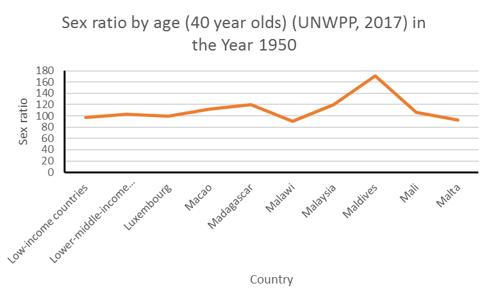 Sex ratio by age (40 year olds) (UNWPP, 2017) in
the Year 1950
180
160
140
120
100
80
60
40
20
0
Sex ratio
Low-income countries
Lower-middle-income...
Luxembourg
Macao
Madagascar
Malawi
Malaysia
Maldives
Mali
Malta
Country